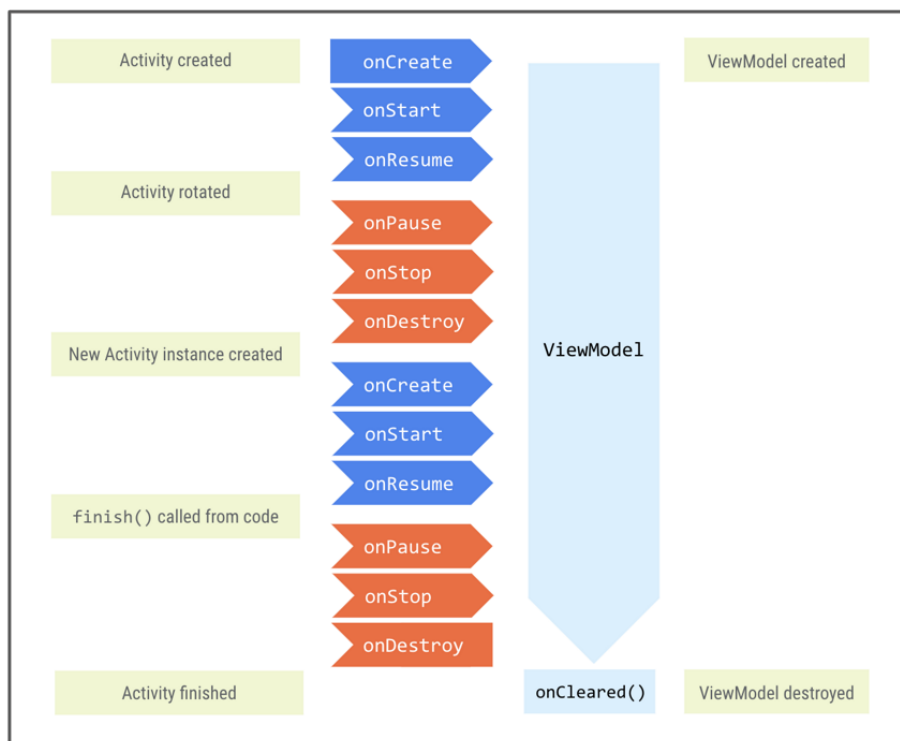 Activity created
onCreate
ViewModel created
onStart
onResume
Activity rotated
onPause
onStop
onDestroy
New Activity instance created
ViewModel
onCreate
onStart
onResume
finish() called from code
onPause
onStop
onDestroy
Activity finished
onCleared()
ViewModel destroyed